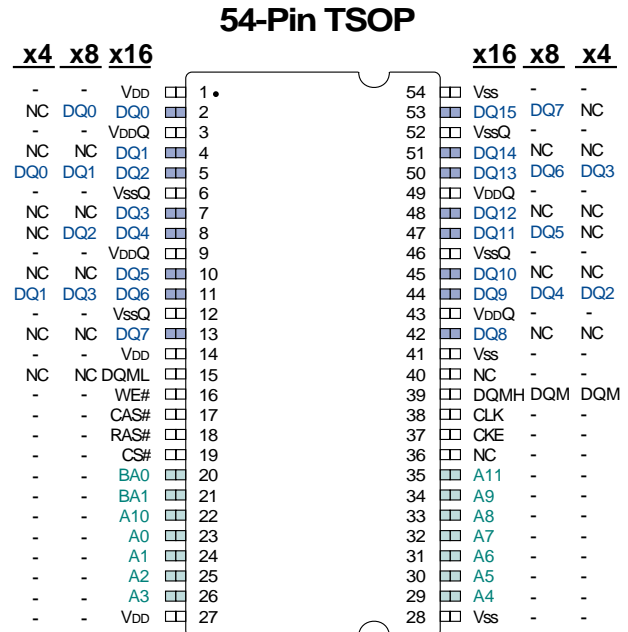 54-Pin TSOP
x4 x8 x16 x16 x8 x4
- - VDD 1 54 Vss - -
NC DQ0 DQ0 2 53 DQ15 DQ7 NC
- - VDDQ 3 52 VssQ - -
NC NC DQ1 4 51 DQ14 NC NC
DQ0 DQ1 DQ2 5 50 DQ13 DQ6 DQ3
- - VssQ 6 49 VDDQ - -
NC NC DQ3 7 48 DQ12 NC NC
NC DQ2 DQ4 8 47 DQ11 DQ5 NC
- - VDDQ 9 46 VssQ - -
NC NC DQ5 10 45 DQ10 NC NC
DQ1 DQ3 DQ6 11 44 DQ9 DQ4 DQ2
- - VssQ 12 43 VDDQ - -
NC NC DQ7 13 42 DQ8 NC NC
- - VDD 14 41 Vss - -
NC NC DQML 15 40 NC - -
- - WE# 16 39 DQMH DQM DQM
- - CAS# 17 38 CLK - -
- - RAS# 18 37 CKE - -
- - CS# 19 36 NC - -
- - BA0 20 35 A11 - -
- - BA1 21 34 A9 - -
- - A10 22 33 A8 - -
- - A0 23 32 A7 - -
- - A1 24 31 A6 - -
- - A2 25 30 A5 - -
- - A3 26 29 A4 - -
- - VDD 27 28 Vss - -